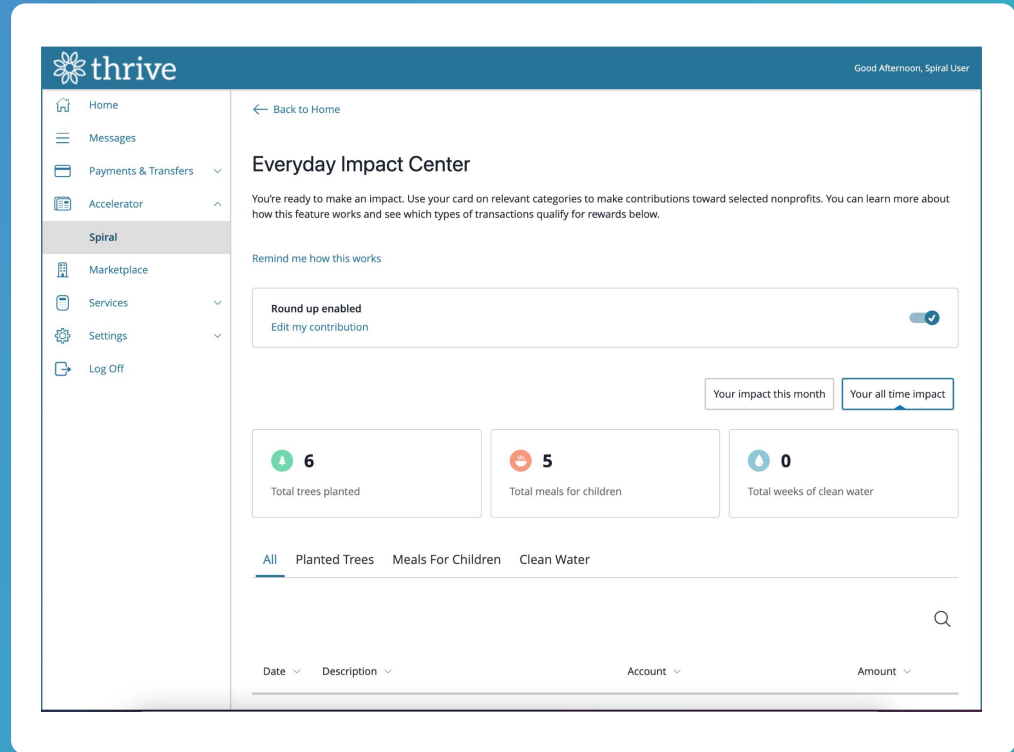 thrive
Good Afternoon, Spiral User
Home
Messages
Payments & Transfers
Accelerator
Spiral
Marketplace
Services
Settings
Log Off
Back to Home
Everyday Impact Center
You're ready to make an impact. Use your card on relevant categories to make contributions toward selected nonprofits. You can learn more about
how this feature works and see which types of transactions qualify for rewards below.
Remind me how this works
Round up enabled
Edit my contribution
Your impact this month
Your all time impact
6
Total trees planted
5
Total meals for children
0
Total weeks of clean water
All Planted Trees Meals For Children Clean Water
Date Description Account Amount